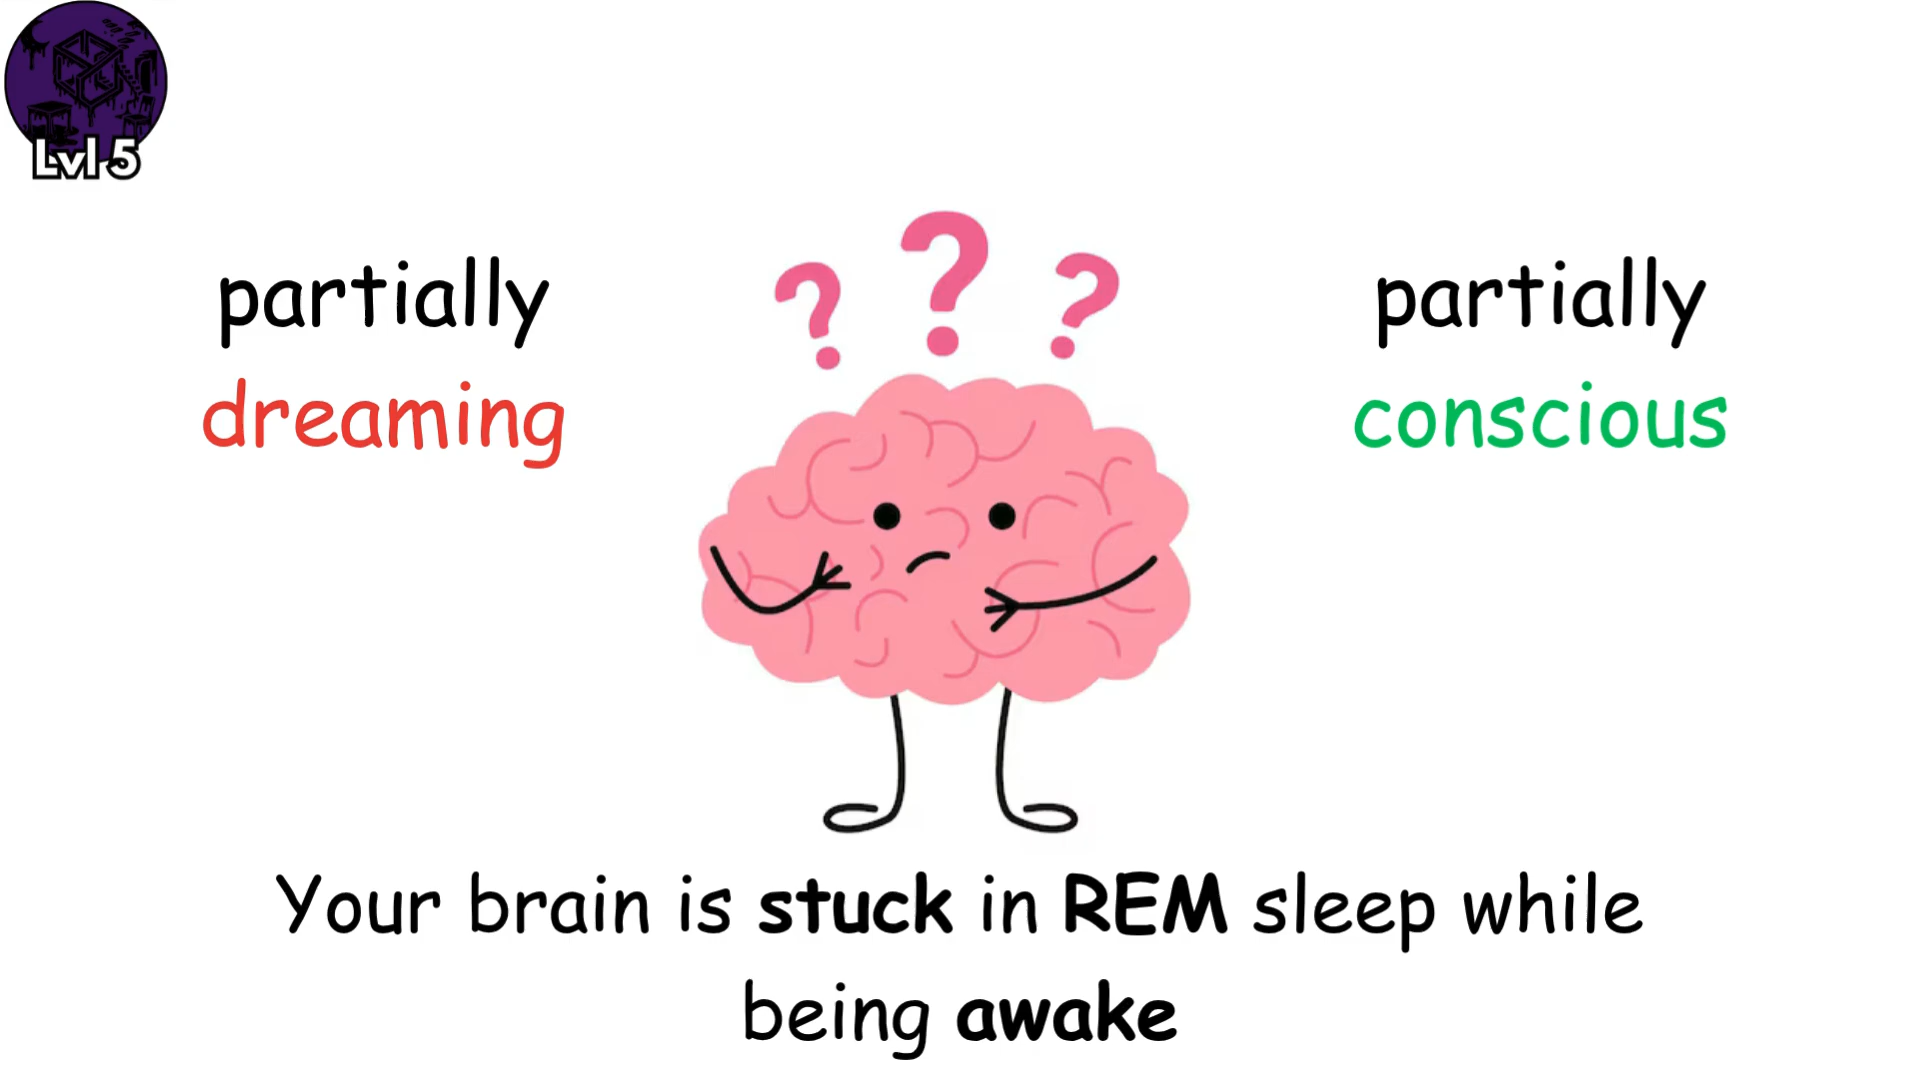 Lvl 5
? ? ?
partially
dreaming
partially
conscious
Your brain is stuck in REM sleep while
being awake